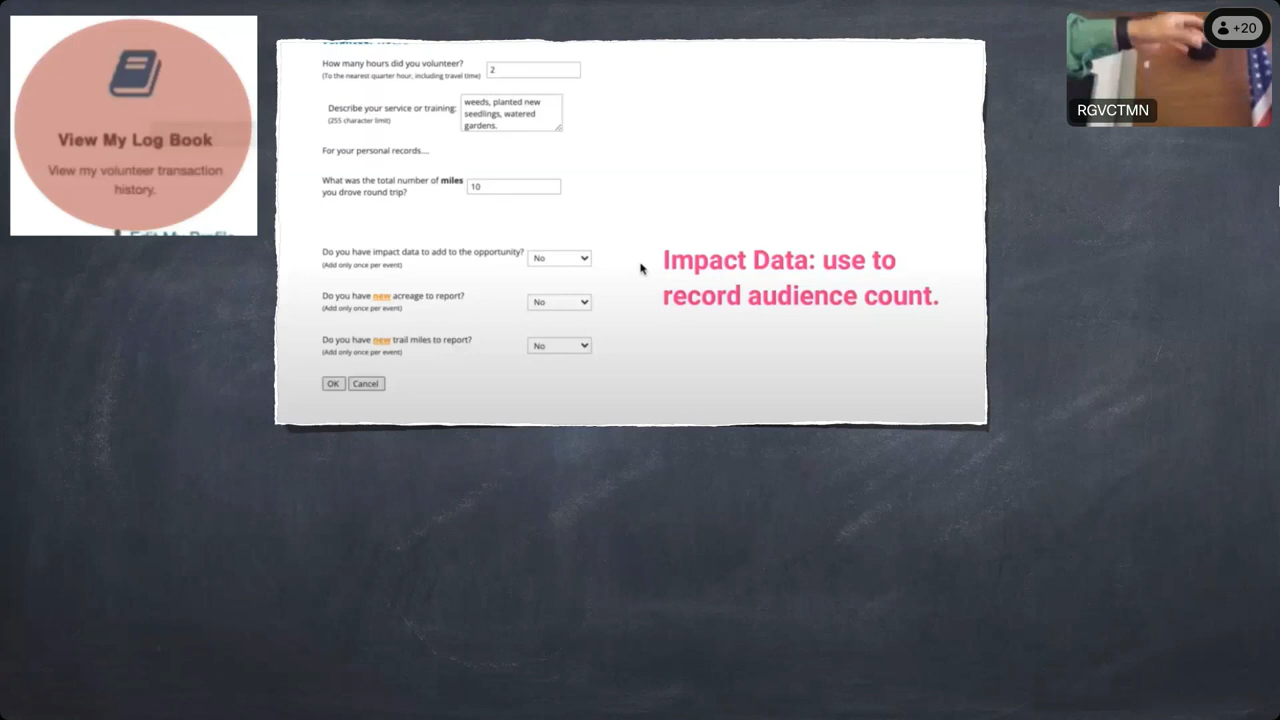 View My Log Book
View my volunteer transaction
history.
Edit My Profile
How many hours did you volunteer?
(To the nearest quarter hour, including travel time)
2
Describe your service or training:
(255 character limit)
weeds, planted new
seedlings, watered
gardens.
For your personal records....
What was the total number of miles
you drove round trip?
10
Do you have impact data to add to the opportunity?
(Add only once per event)
No
Do you have new acreage to report?
(Add only once per event)
No
Do you have new trail miles to report?
(Add only once per event)
No
OK Cancel
Impact Data: use to
record audience count.
+20
RGVCTMN